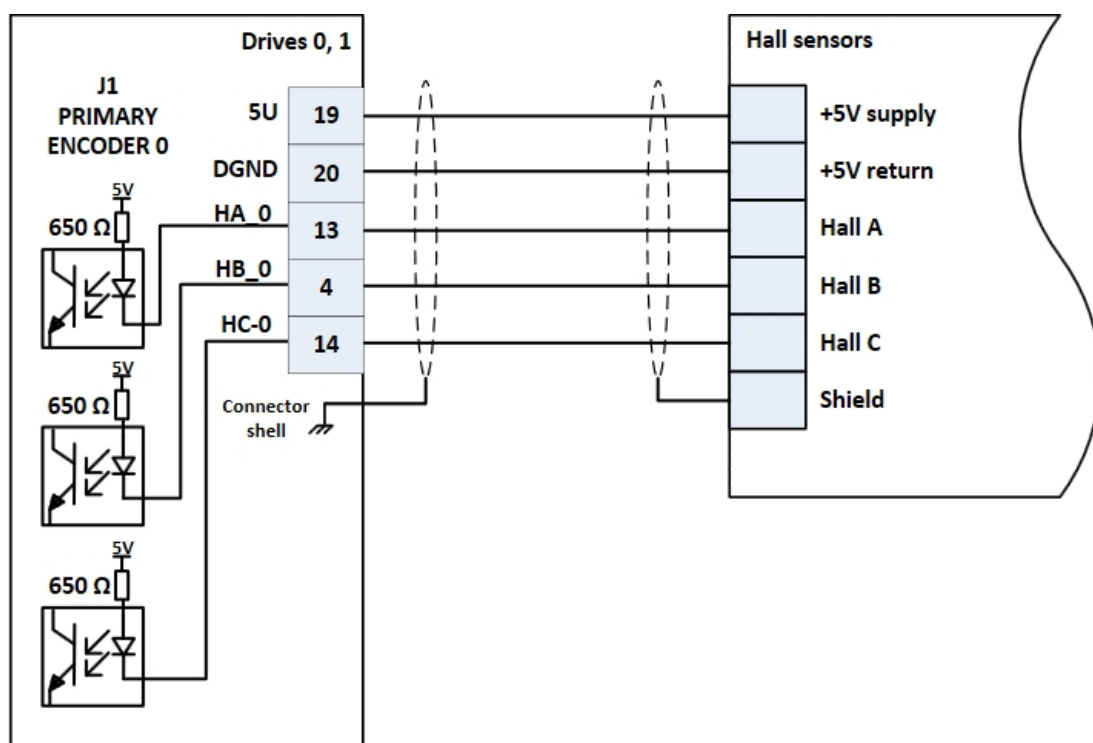 Drives 0, 1
J1
PRIMARY
ENCODER 0
5U
19
DGND
20
HA_0
13
HB_0
4
HC-0
14
5V
650 Ω
5V
650 Ω
5V
650 Ω
Connector
shell
Hall sensors
+5V supply
+5V return
Hall A
Hall B
Hall C
Shield